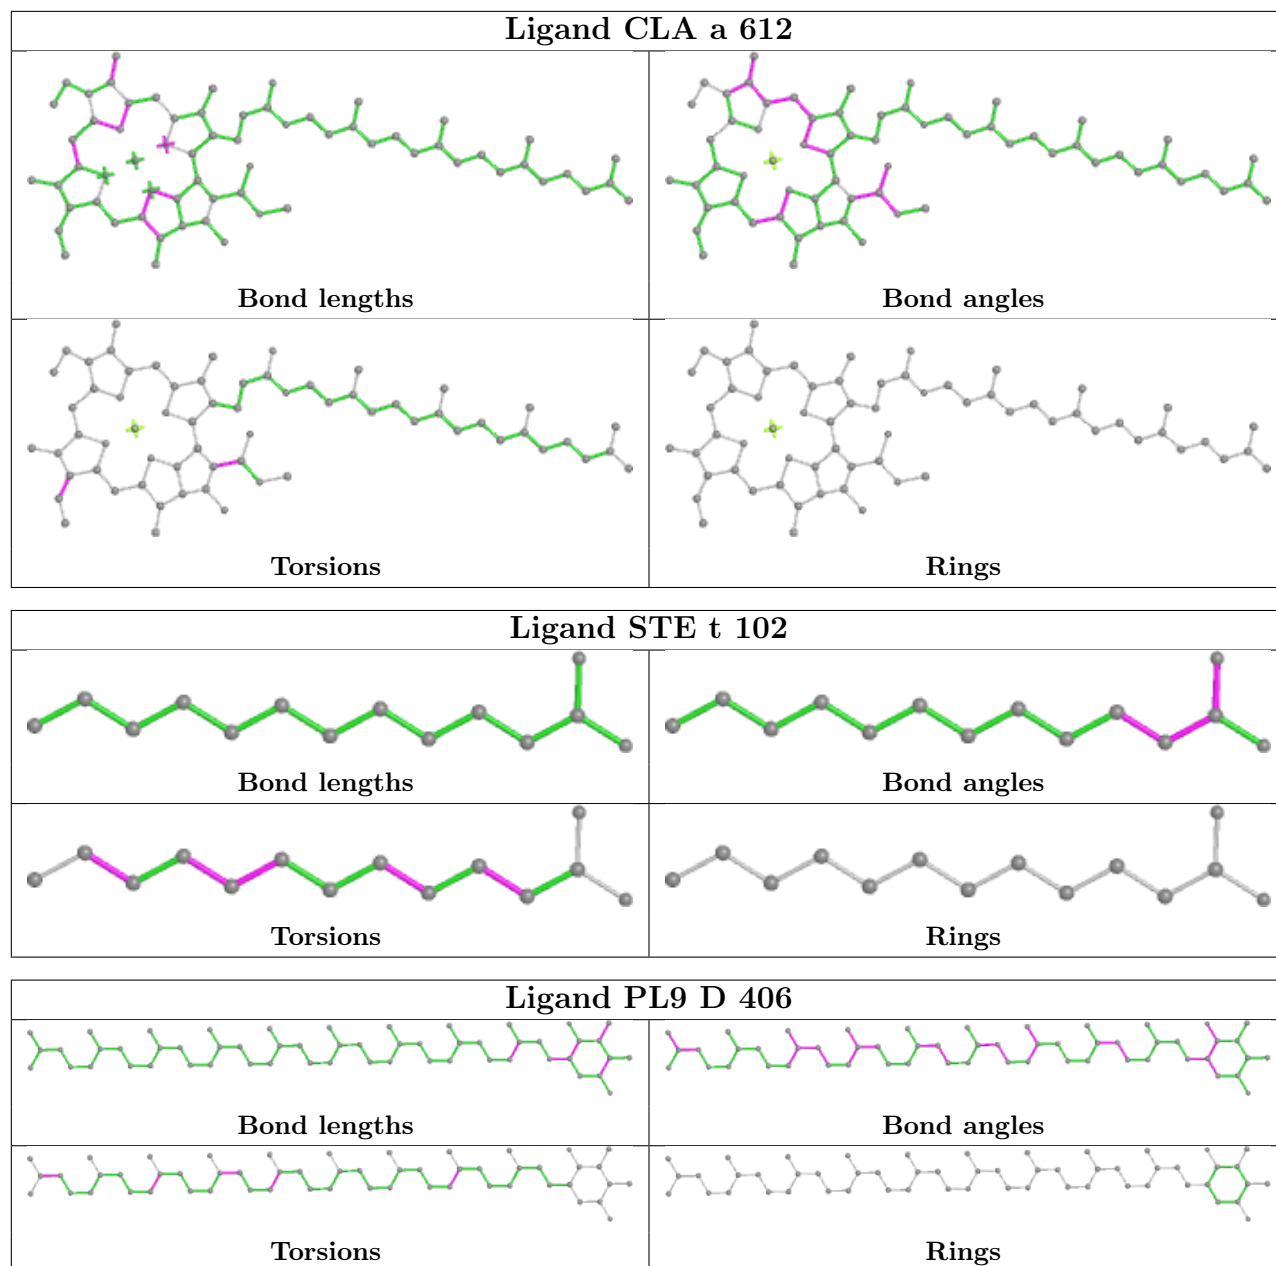 Ligand CLA a 612
Bond lengths Bond angles
Torsions Rings
Ligand STE t 102
Bond lengths Bond angles
Torsions Rings
Ligand PL9 D 406
Bond lengths Bond angles
Torsions Rings